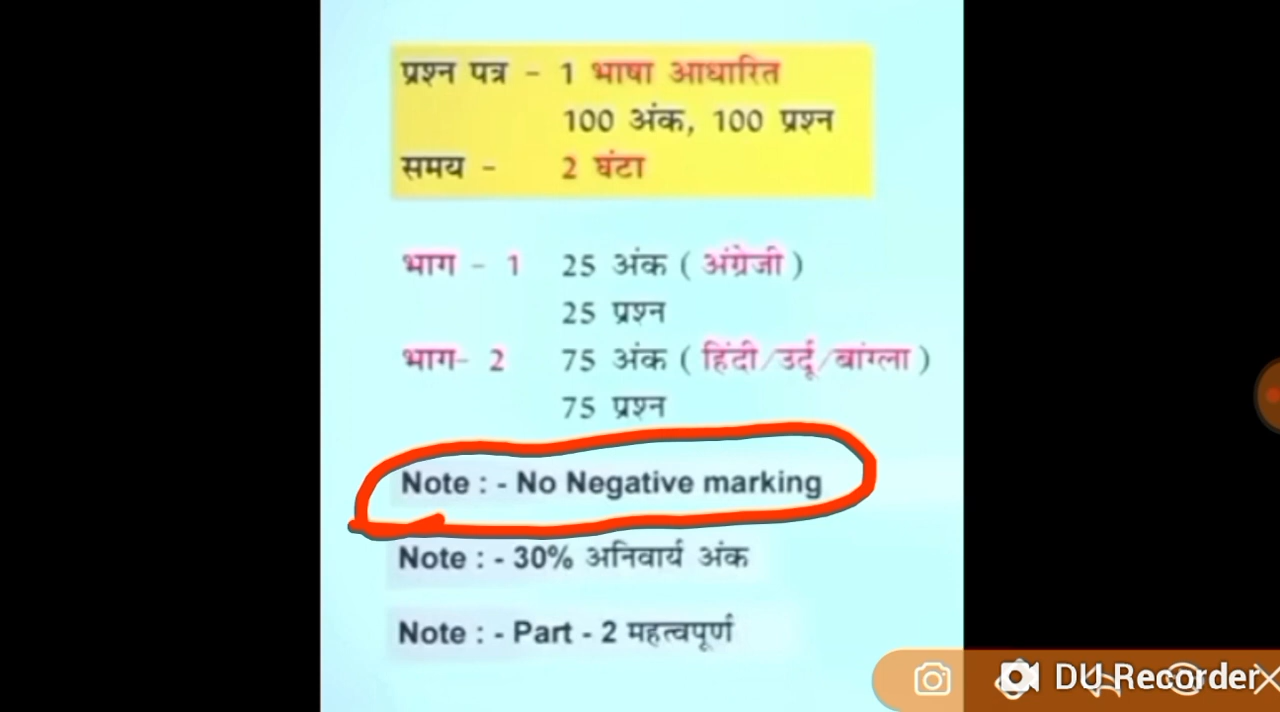 प्रश्न पत्र - 1 भाषा आधारित
100 अंक, 100 प्रश्न
समय - 2 घंटा
भाग - 1 25 अंक ( अंग्रेजी )
25 प्रश्न
भाग- 2 75 अंक ( हिंदी/उर्दू/बांग्ला )
75 प्रश्न
Note : - No Negative marking
Note : - 30% अनिवार्य अंक
Note : - Part - 2 महत्वपूर्ण
DU Recorder